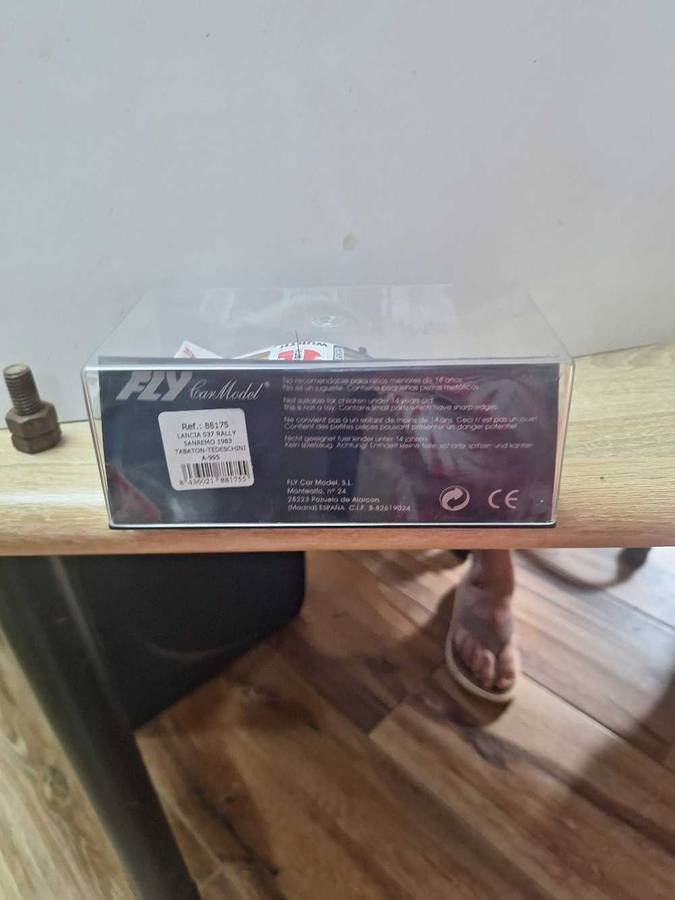 FLY Car Model®
Ref.: 88175
LANCIA 037 RALLY
SANREMO 1983
TABATON-TEDESCHINI
A-995
8 436021 881755
No recomendable para niños menores de 14 años.
No es un juguete. Contiene pequeñas piezas metálicas.
Not suitable for children under 14 years old.
This is not a toy. Contains small parts which have sharp edges.
Ne convient pas à un enfant de moins de 14 ans. Ceci n'est pas un jouet!
Contient des petites pièces pouvant présenter un danger potentiel
Nicht geeignet fuer kinder unter 14 jahren.
Kein spielzeug. Achtung! Enthaelt kleine teile, scharfe spitzen und kanten
FLY Car Model, S.L.
nº 24
28223 Pozuelo de Alarcon
(Madrid) ESPAÑA C.I.F. B-82619024
CE